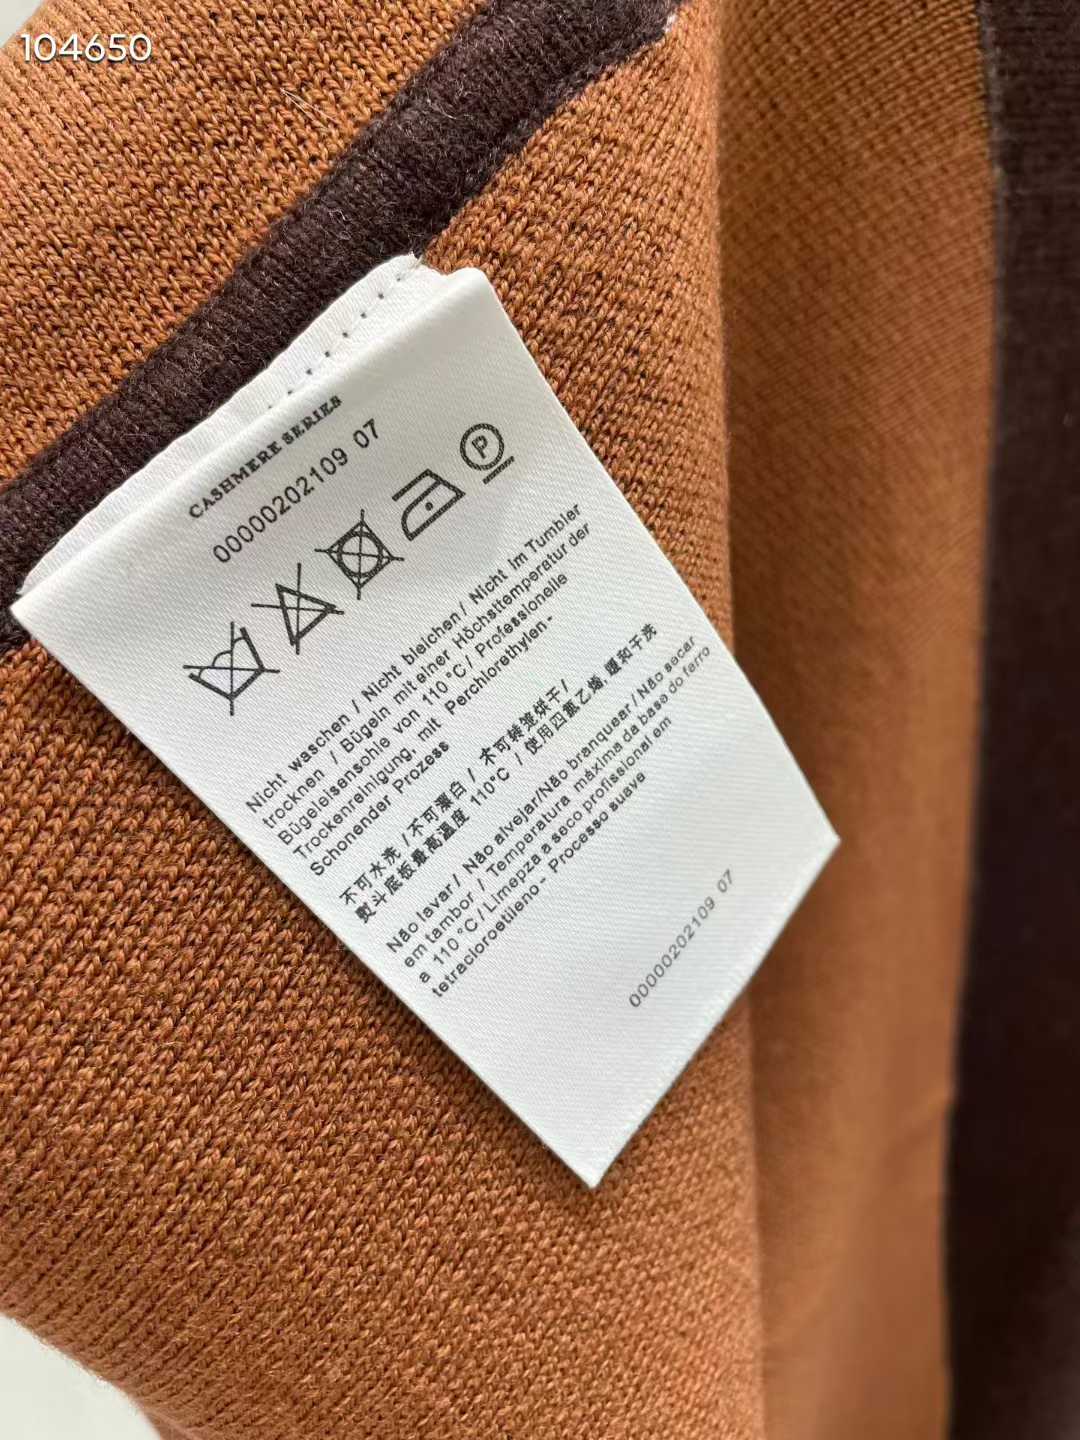 104650
CASHMERE SERIES
00000202109 07
P
Nicht waschen / Nicht bleichen / Nicht im Tumbler
trocknen / Bügeln mit einer Höchsttemperatur der
Bügeleisensohle von 110 °C / Professionelle
Trockenreinigung, mit Perchlorethylen-
Schonender Prozess
不可水洗 / 不可漂白 / 不可转笼烘干 /
熨斗底板最高温度 110°C / 使用四氯乙烯, 缓和干洗
Não lavar / Não alvejar/Não branquear / Não secar
em tambor / Temperatura máxima da base do ferro
a 110 °C / Limepza a seco profissional em
tetracloroetileno - Processo suave
00000202109 07